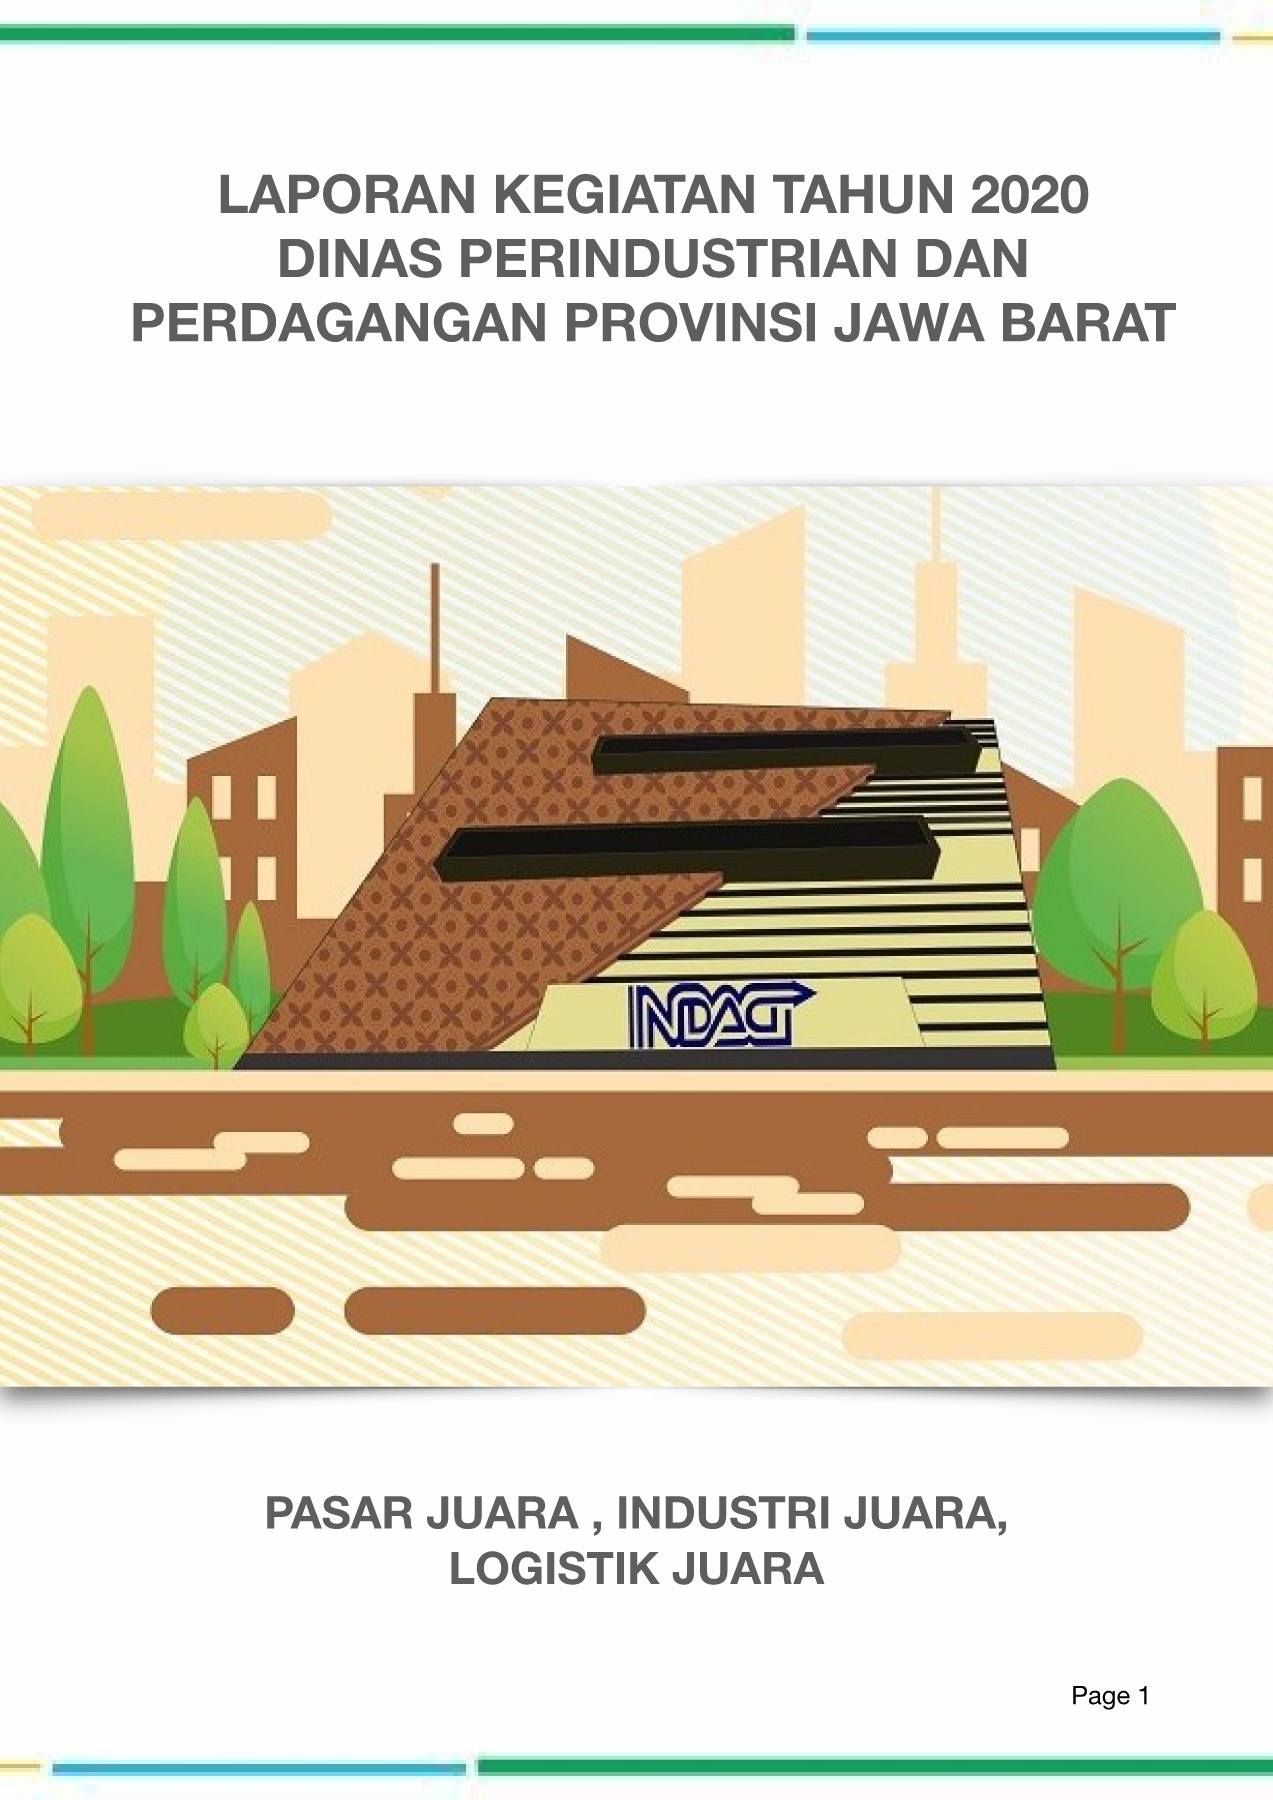 LAPORAN KEGIATAN TAHUN 2020
DINAS PERINDUSTRIAN DAN
PERDAGANGAN PROVINSI JAWA BARAT
INDAG
PASAR JUARA , INDUSTRI JUARA,
LOGISTIK JUARA
Page 1